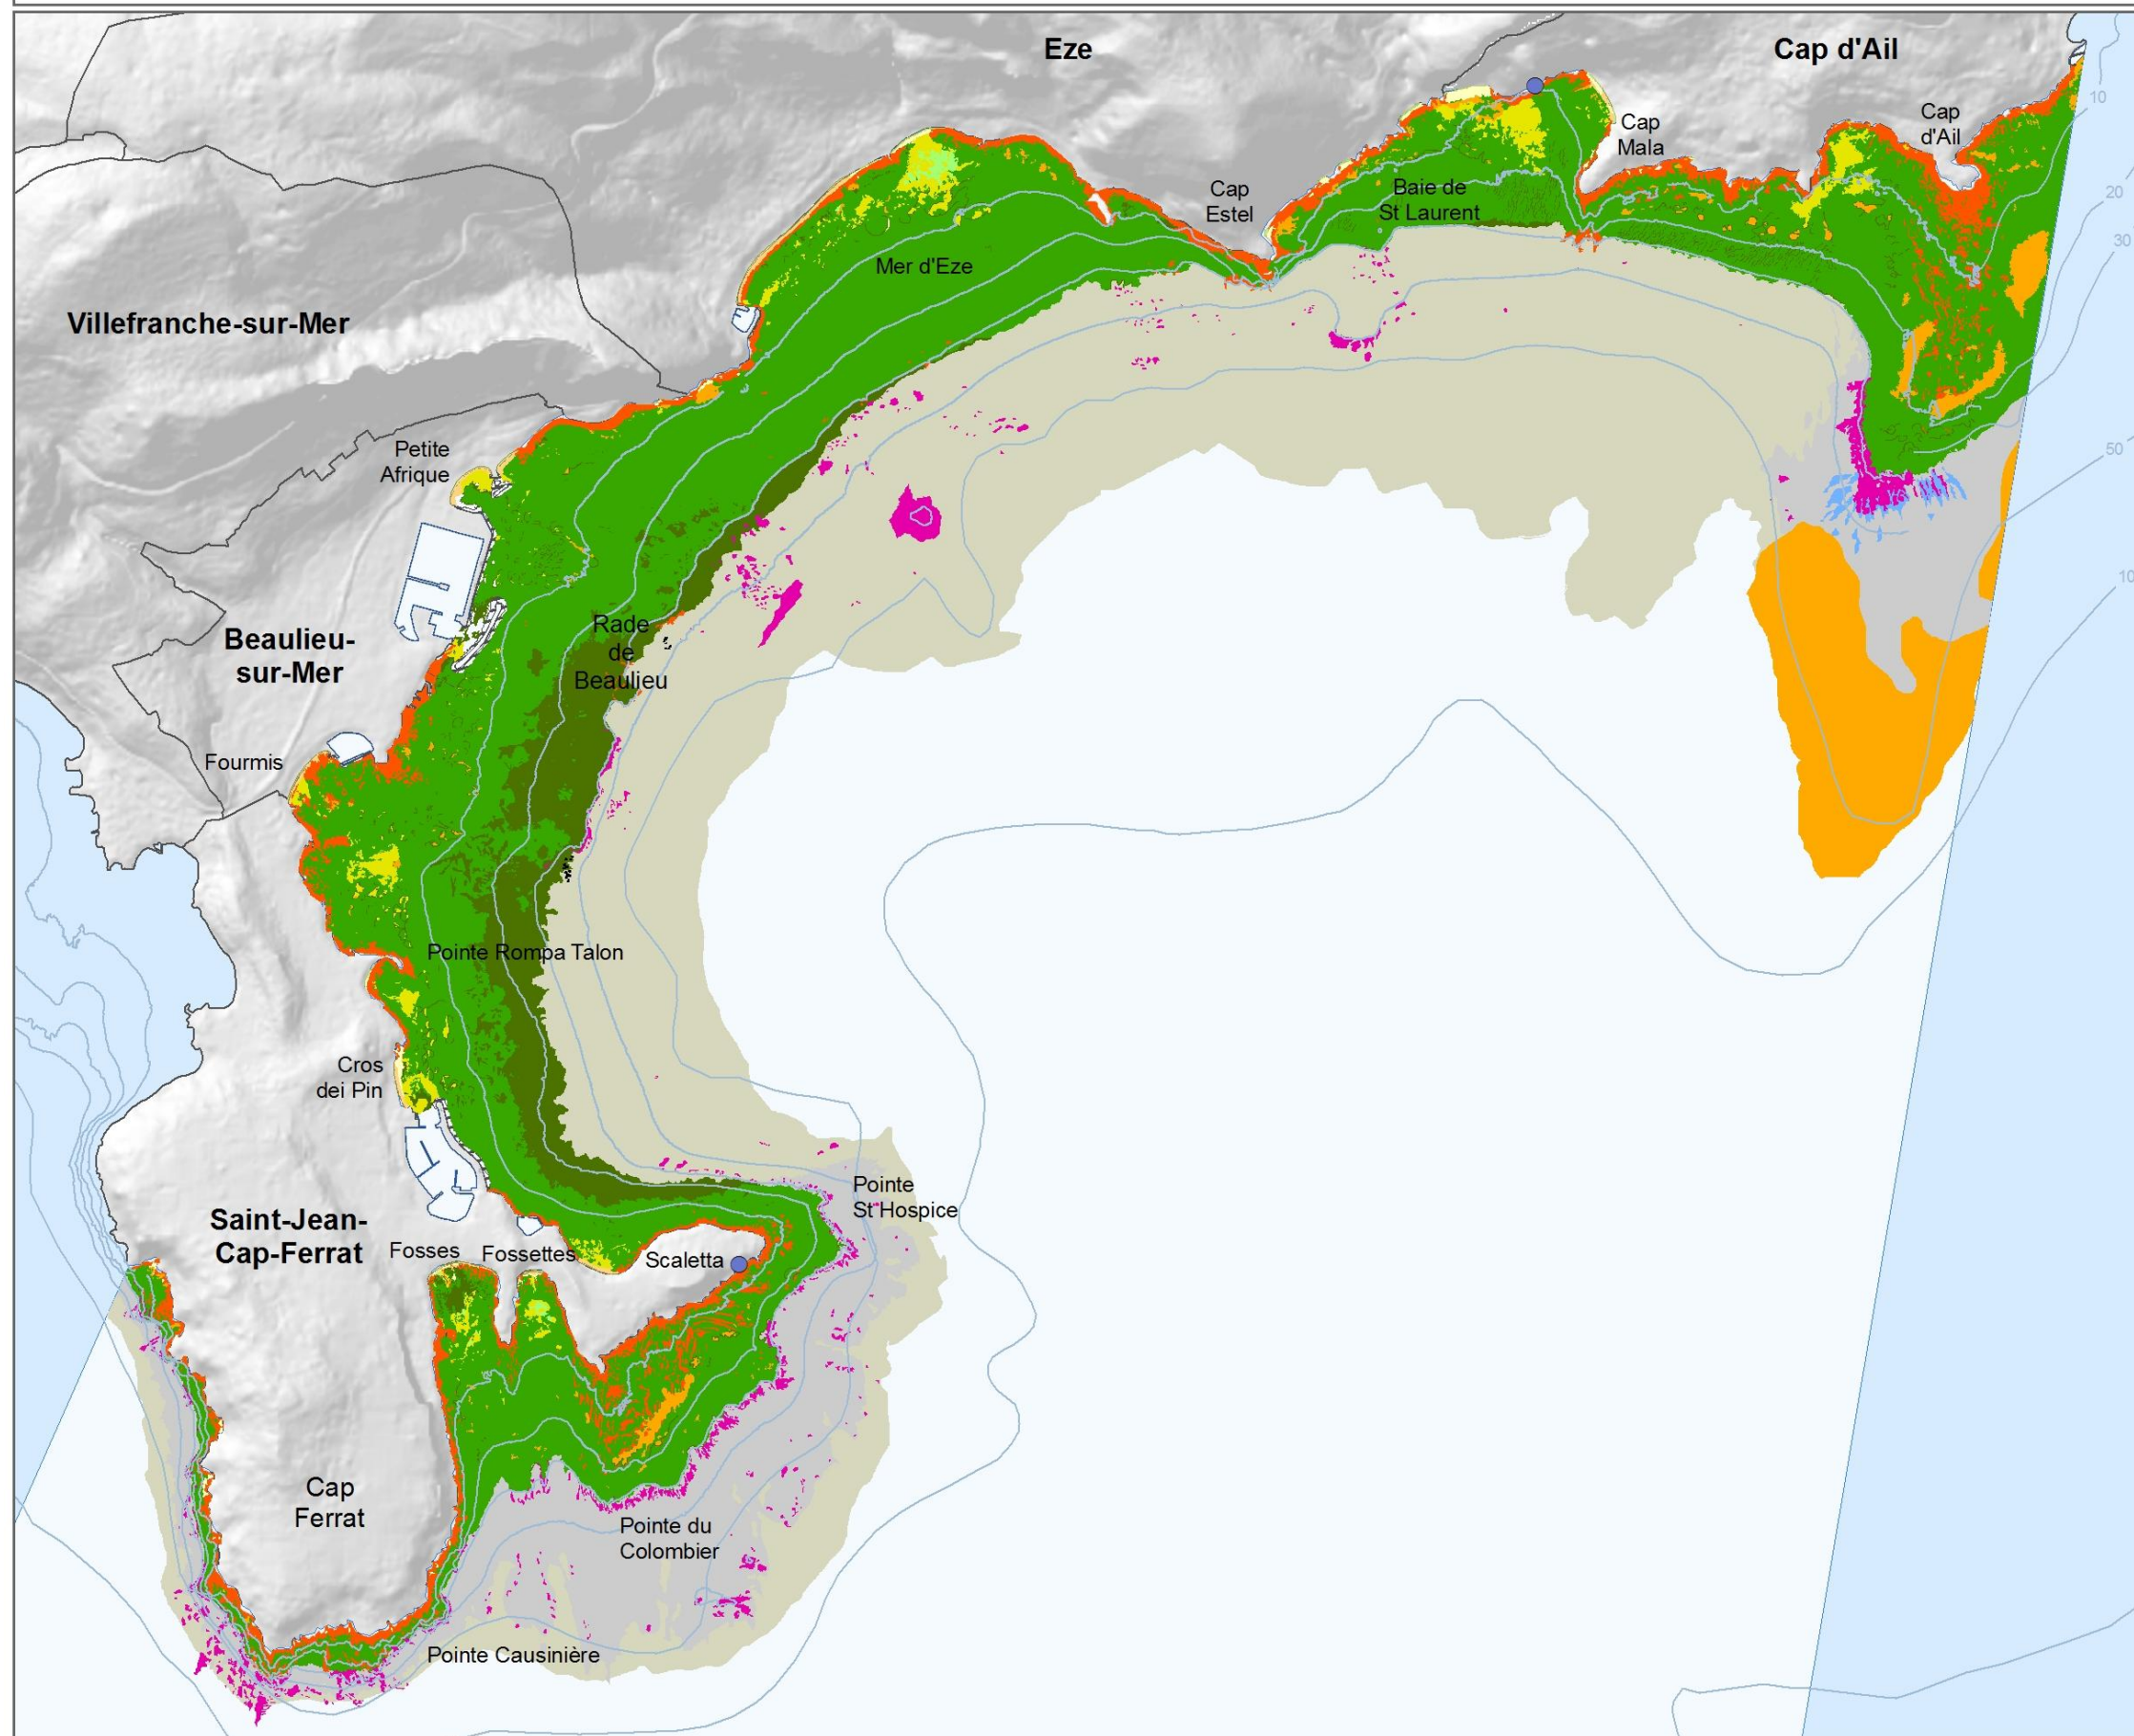 Eze
Cap d'Ail
10
Cap
d'Ail
Cap
Mala
20
Cap
Estel
Baie de
St Laurent
30
Mer d'Eze
Villefranche-sur-Mer
Petite
Afrique
50
10
Rade
de
Beaulieu
Beaulieu-
sur-Mer
Fourmis
Pointe Rompa Talon
Cros
dei Pin
Pointe
St Hospice
Saint-Jean-
Cap-Ferrat
Fosses
Fossettes
Scaletta
Cap
Ferrat
Pointe du
Colombier
Pointe Causinière